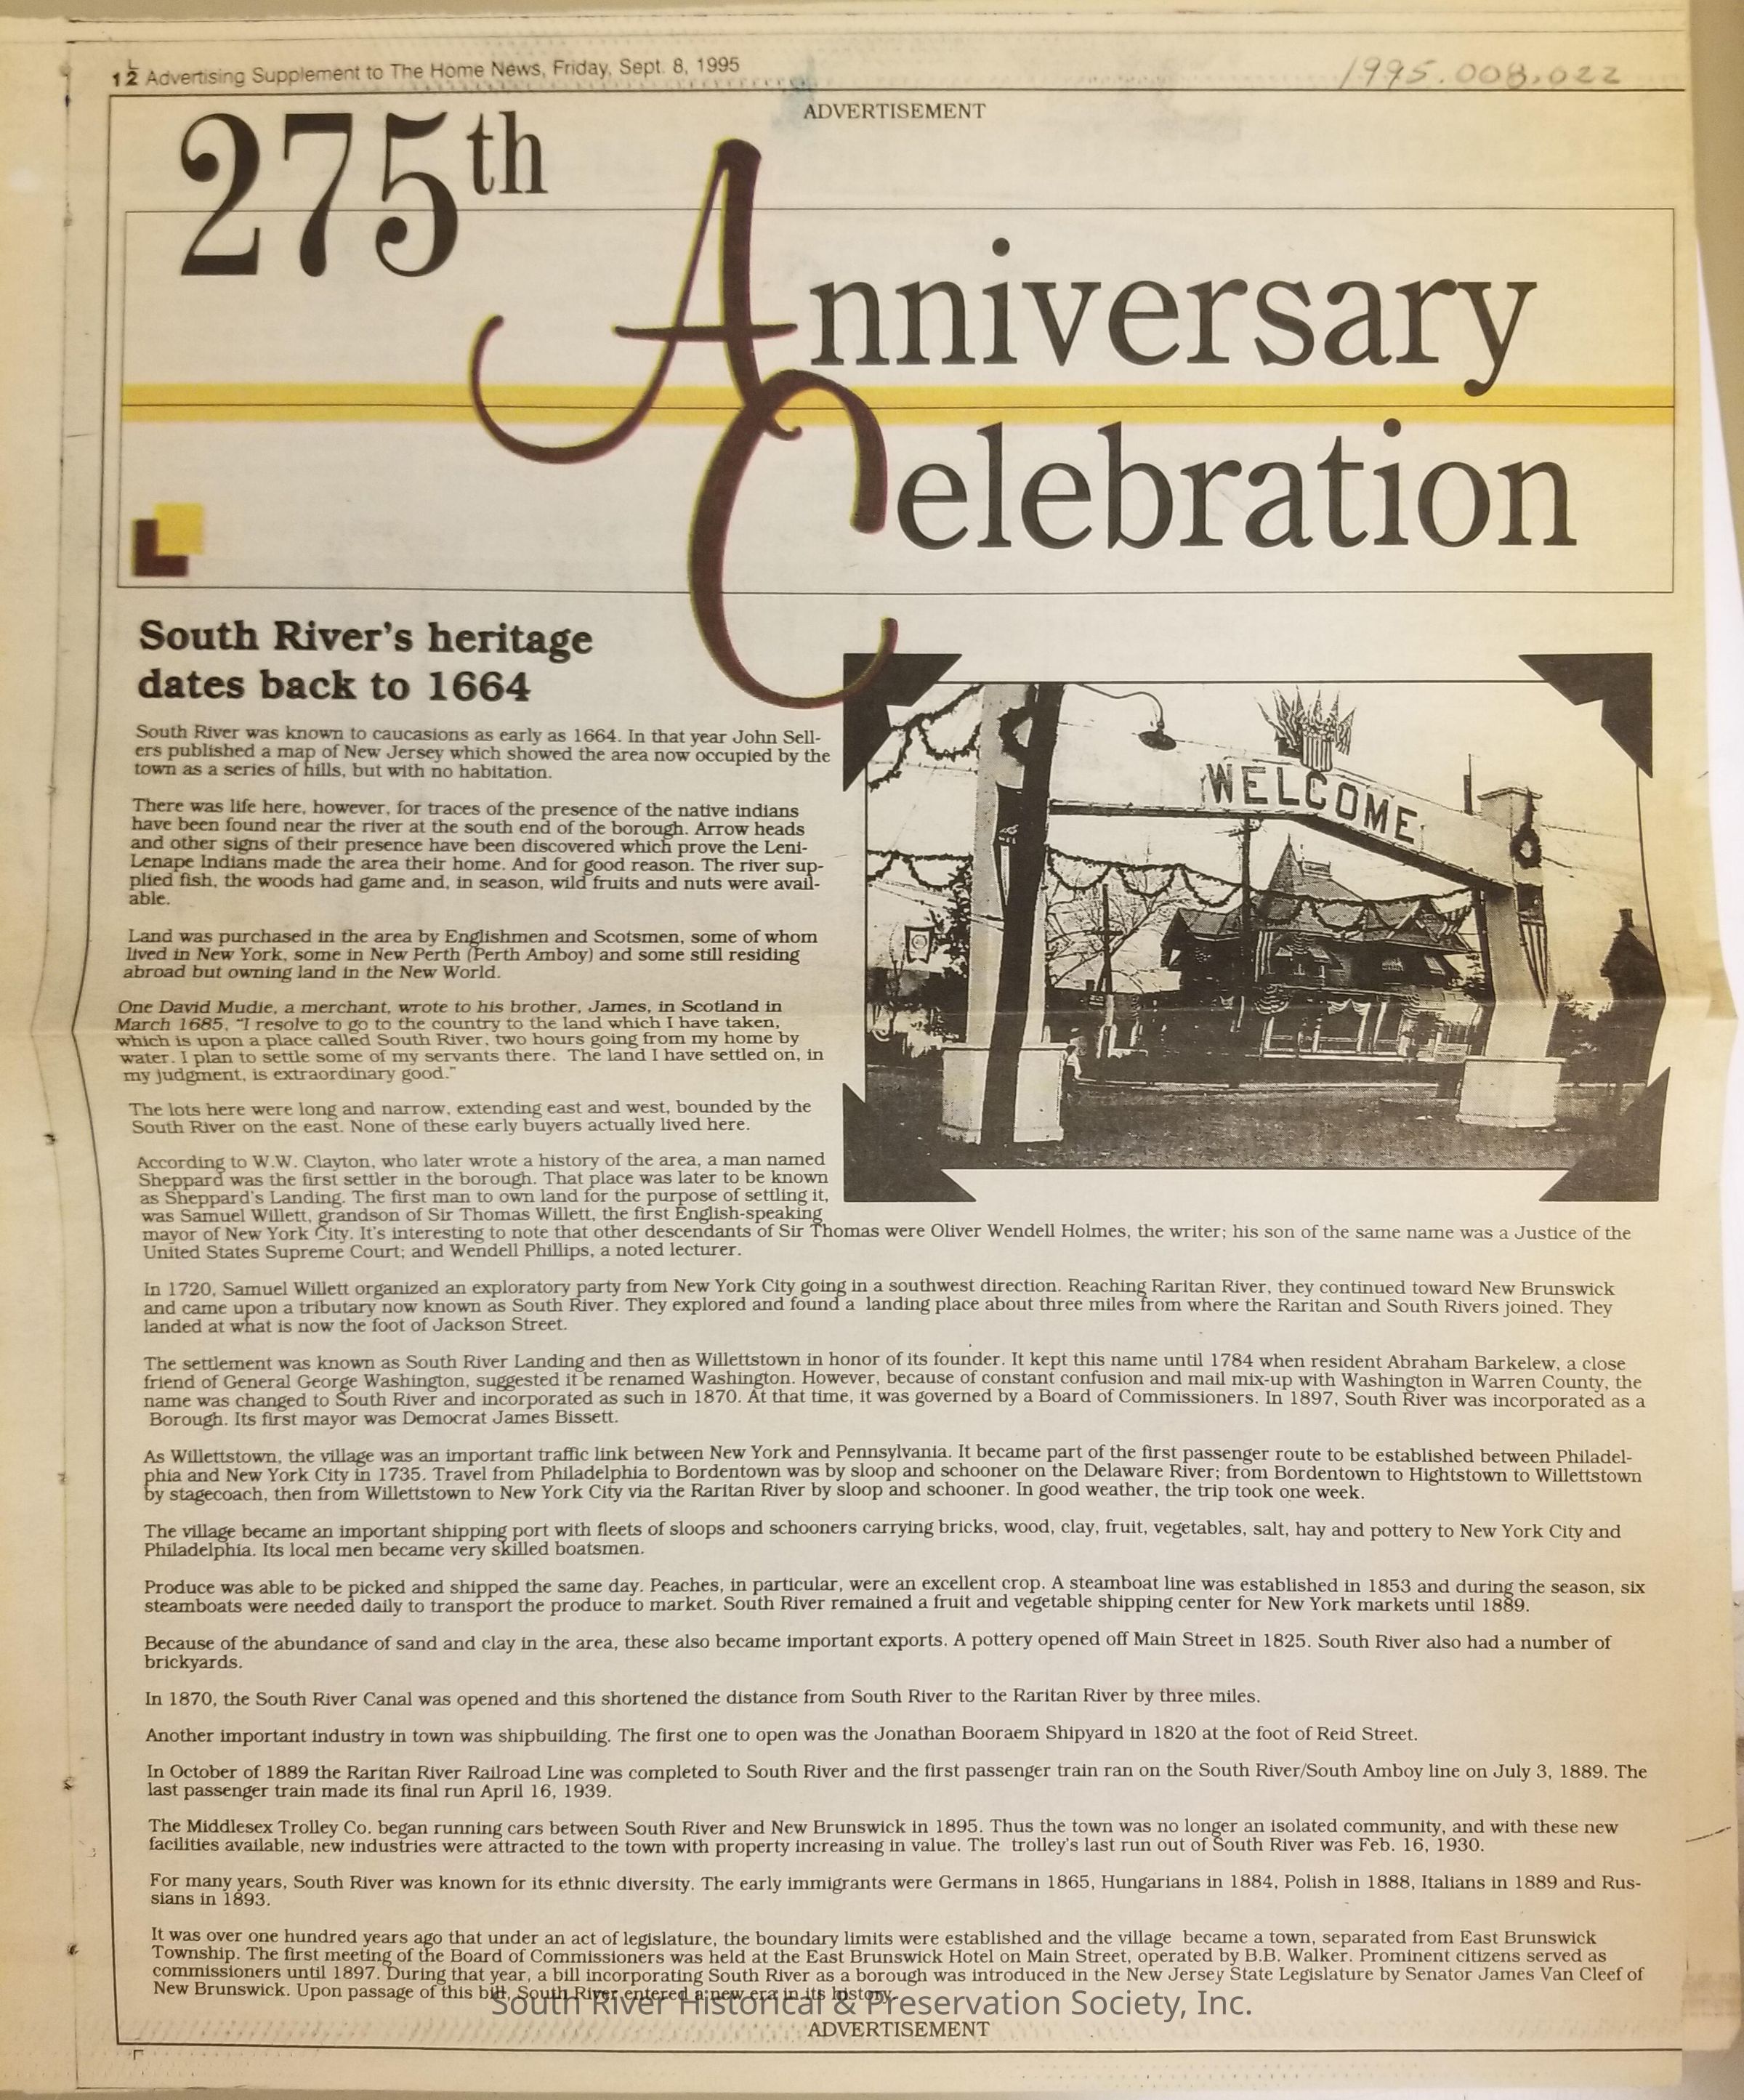 12 Advertising Supplement to The Home News, Friday, Sept. 8, 1995
1995.008.022
ADVERTISEMENT
275th
Anniversary
Celebration
South River's heritage
dates back to 1664
WELCOME
South River was known to caucasions as early as 1664. In that year John Sell-
ers published a map of New Jersey which showed the area now occupied by the
town as a series of hills, but with no habitation.
There was life here, however, for traces of the presence of the native indians
have been found near the river at the south end of the borough. Arrow heads
and other signs of their presence have been discovered which prove the Leni-
Lenape Indians made the area their home. And for good reason. The river sup-
plied fish, the woods had game and, in season, wild fruits and nuts were avail-
able.
Land was purchased in the area by Englishmen and Scotsmen, some of whom
lived in New York, some in New Perth (Perth Amboy) and some still residing
abroad but owning land in the New World.
One David Mudie, a merchant, wrote to his brother, James, in Scotland in
March 1685, "I resolve to go to the country to the land which I have taken,
which is upon a place called South River, two hours going from my home by
water. I plan to settle some of my servants there. The land I have settled on, in
my judgment, is extraordinary good."
The lots here were long and narrow, extending east and west, bounded by the
South River on the east. None of these early buyers actually lived here.
According to W.W. Clayton, who later wrote a history of the area, a man named
Sheppard was the first settler in the borough. That place was later to be known
as Sheppard's Landing. The first man to own land for the purpose of settling it,
was Samuel Willett, grandson of Sir Thomas Willett, the first English-speaking
mayor of New York City. It's interesting to note that other descendants of Sir Thomas were Oliver Wendell Holmes, the writer; his son of the same name was a Justice of the
United States Supreme Court; and Wendell Phillips, a noted lecturer.
In 1720, Samuel Willett organized an exploratory party from New York City going in a southwest direction. Reaching Raritan River, they continued toward New Brunswick
and came upon a tributary now known as South River. They explored and found a landing place about three miles from where the Raritan and South Rivers joined. They
landed at what is now the foot of Jackson Street.
The settlement was known as South River Landing and then as Willettstown in honor of its founder. It kept this name until 1784 when resident Abraham Barkelew, a close
friend of General George Washington, suggested it be renamed Washington. However, because of constant confusion and mail mix-up with Washington in Warren County, the
name was changed to South River and incorporated as such in 1870. At that time, it was governed by a Board of Commissioners. In 1897, South River was incorporated as a
Borough. Its first mayor was Democrat James Bissett.
As Willettstown, the village was an important traffic link between New York and Pennsylvania. It became part of the first passenger route to be established between Philadel-
phia and New York City in 1735. Travel from Philadelphia to Bordentown was by sloop and schooner on the Delaware River; from Bordentown to Hightstown to Willettstown
by stagecoach, then from Willettstown to New York City via the Raritan River by sloop and schooner. In good weather, the trip took one week.
The village became an important shipping port with fleets of sloops and schooners carrying bricks, wood, clay, fruit, vegetables, salt, hay and pottery to New York City and
Philadelphia. Its local men became very skilled boatsmen.
Produce was able to be picked and shipped the same day. Peaches, in particular, were an excellent crop. A steamboat line was established in 1853 and during the season, six
steamboats were needed daily to transport the produce to market. South River remained a fruit and vegetable shipping center for New York markets until 1889.
Because of the abundance of sand and clay in the area, these also became important exports. A pottery opened off Main Street in 1825. South River also had a number of
brickyards.
In 1870, the South River Canal was opened and this shortened the distance from South River to the Raritan River by three miles.
Another important industry in town was shipbuilding. The first one to open was the Jonathan Booraem Shipyard in 1820 at the foot of Reid Street.
In October of 1889 the Raritan River Railroad Line was completed to South River and the first passenger train ran on the South River/South Amboy line on July 3, 1889. The
last passenger train made its final run April 16, 1939.
The Middlesex Trolley Co. began running cars between South River and New Brunswick in 1895. Thus the town was no longer an isolated community, and with these new
facilities available, new industries were attracted to the town with property increasing in value. The trolley's last run out of South River was Feb. 16, 1930.
For many years, South River was known for its ethnic diversity. The early immigrants were Germans in 1865, Hungarians in 1884, Polish in 1888, Italians in 1889 and Rus-
sians in 1893.
It was over one hundred years ago that under an act of legislature, the boundary limits were established and the village became a town, separated from East Brunswick
Township. The first meeting of the Board of Commissioners was held at the East Brunswick Hotel on Main Street, operated by B.B. Walker. Prominent citizens served as
commissioners until 1897. During that year, a bill incorporating South River as a borough was introduced in the New Jersey State Legislature by Senator James Van Cleef of
New Brunswick. Upon passage of this bill, South River entered a new era in its history.
South River Historical & Preservation Society, Inc.
ADVERTISEMENT